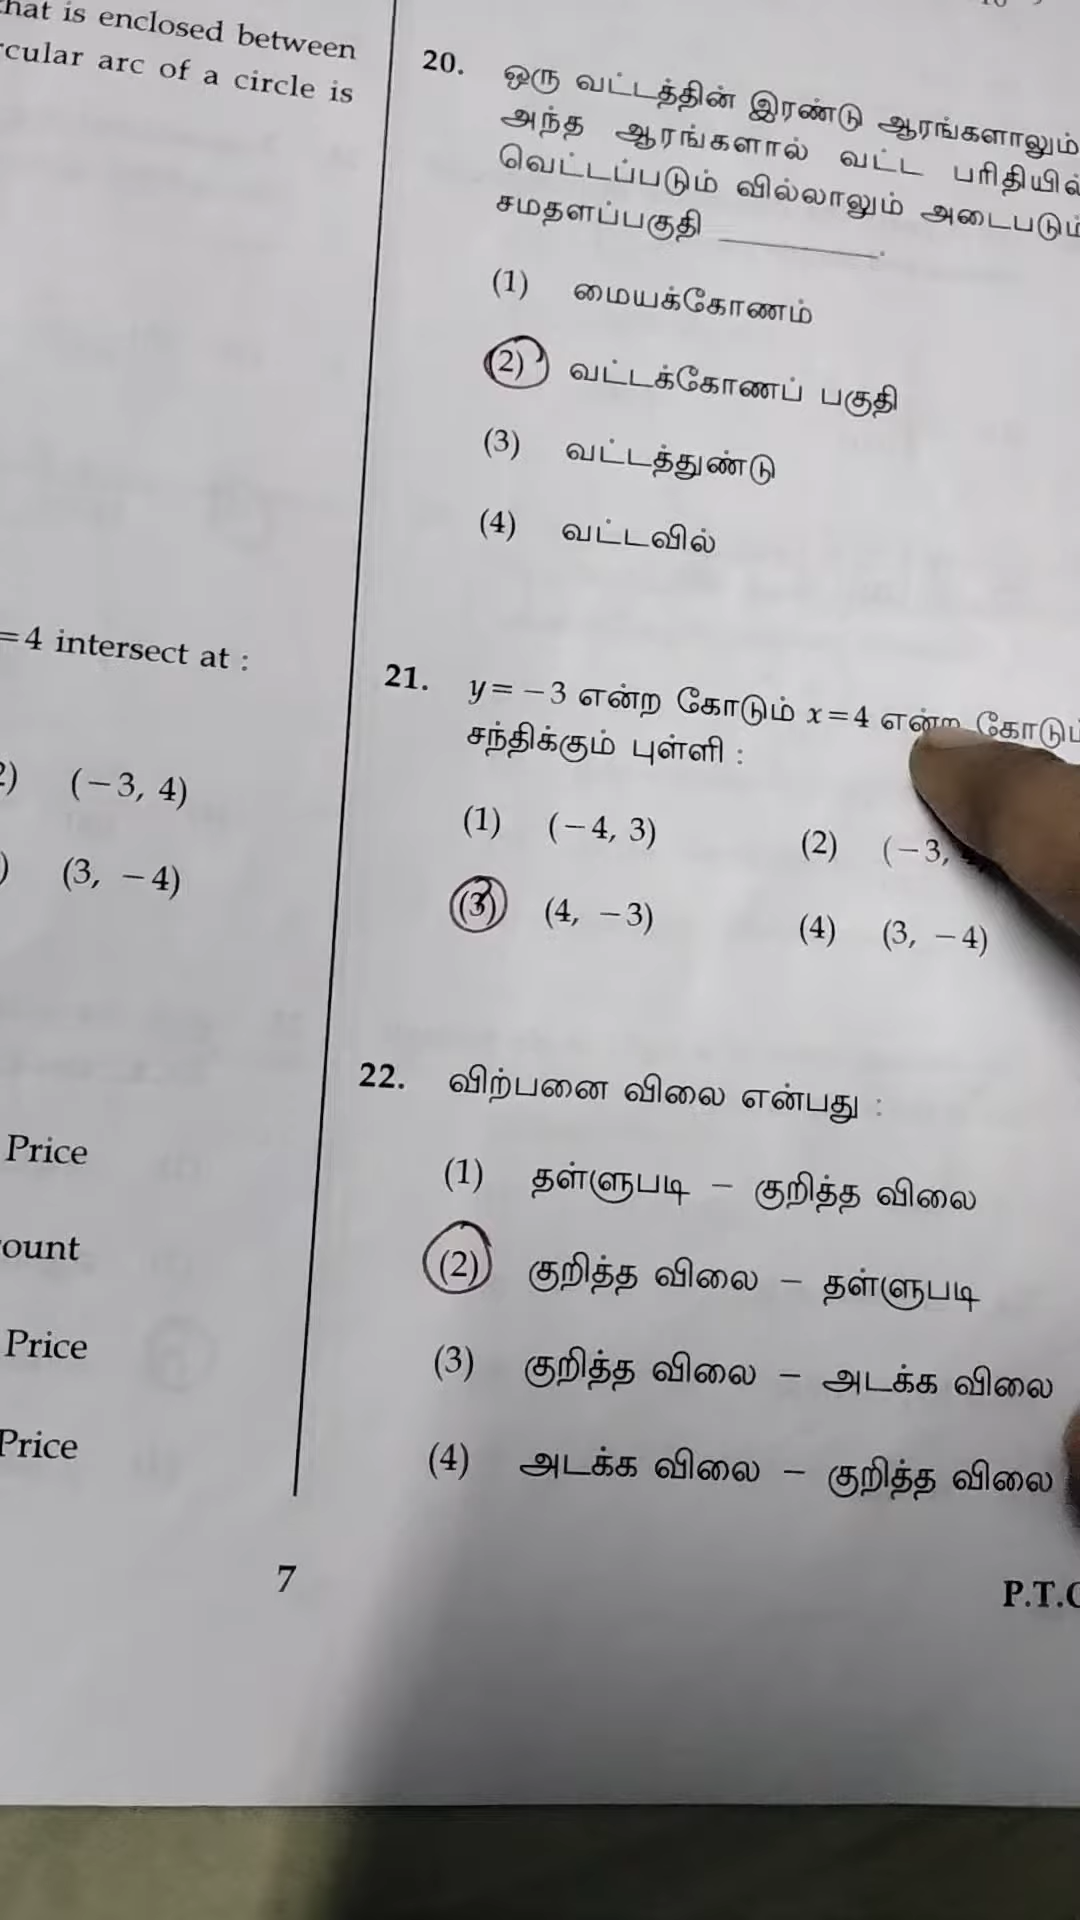 that is enclosed between
circular arc of a circle is
=4 intersect at :
(-3, 4)
(3, -4)
Price
Price
Price
20. ஒரு வட்டத்தின் இரண்டு ஆரங்களாலும்
அந்த ஆரங்களால் வட்ட பரிதியில்
வெட்டப்படும் வில்லாலும் அடைபடும்
சமதளப்பகுதி ________.
(1) மையக்கோணம்
(2) வட்டக்கோணப் பகுதி
(3) வட்டத்துண்டு
(4) வட்டவில்
21. y= -3 என்ற கோடும் x=4 என்ற கோடும்
சந்திக்கும் புள்ளி :
(1) (-4, 3) (2) (-3,
(3) (4, -3) (4) (3, -4)
22. விற்பனை விலை என்பது :
(1) தள்ளுபடி - குறித்த விலை
(2) குறித்த விலை - தள்ளுபடி
(3) குறித்த விலை - அடக்க விலை
(4) அடக்க விலை - குறித்த விலை
7
P.T.O